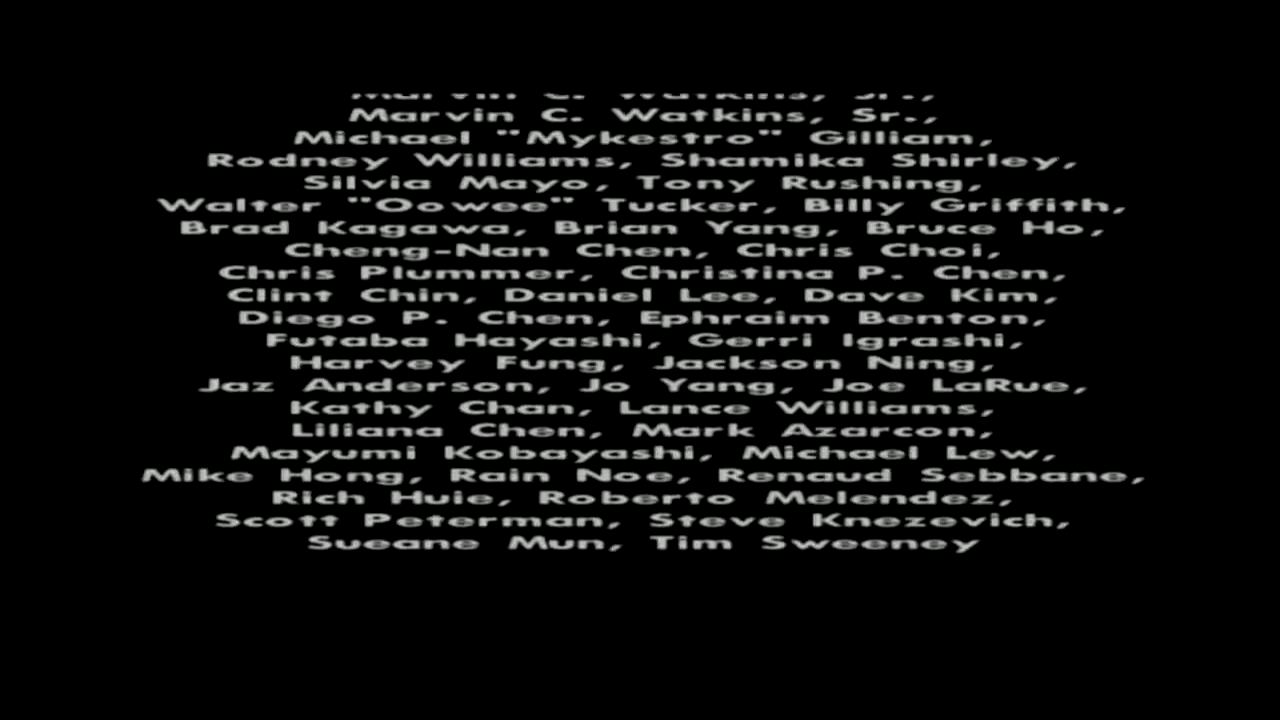 Marvin C. Watkins, Jr.,
Marvin C. Watkins, Sr.,
Michael "Mykestro" Gilliam,
Rodney Williams, Shamika Shirley,
Silvia Mayo, Tony Rushing,
Walter "Oowee" Tucker, Billy Griffith,
Brad Kagawa, Brian Yang, Bruce Ho,
Cheng-Nan Chen, Chris Choi,
Chris Plummer, Christina P. Chen,
Clint Chin, Daniel Lee, Dave Kim,
Diego P. Chen, Ephraim Benton,
Futaba Hayashi, Gerri Igrashi,
Harvey Fung, Jackson Ning,
Jaz Anderson, Jo Yang, Joe LaRue,
Kathy Chan, Lance Williams,
Liliana Chen, Mark Azarcon,
Mayumi Kobayashi, Michael Lew,
Mike Hong, Rain Noe, Renaud Sebbane,
Rich Huie, Roberto Melendez,
Scott Peterman, Steve Knezevich,
Sueane Mun, Tim Sweeney